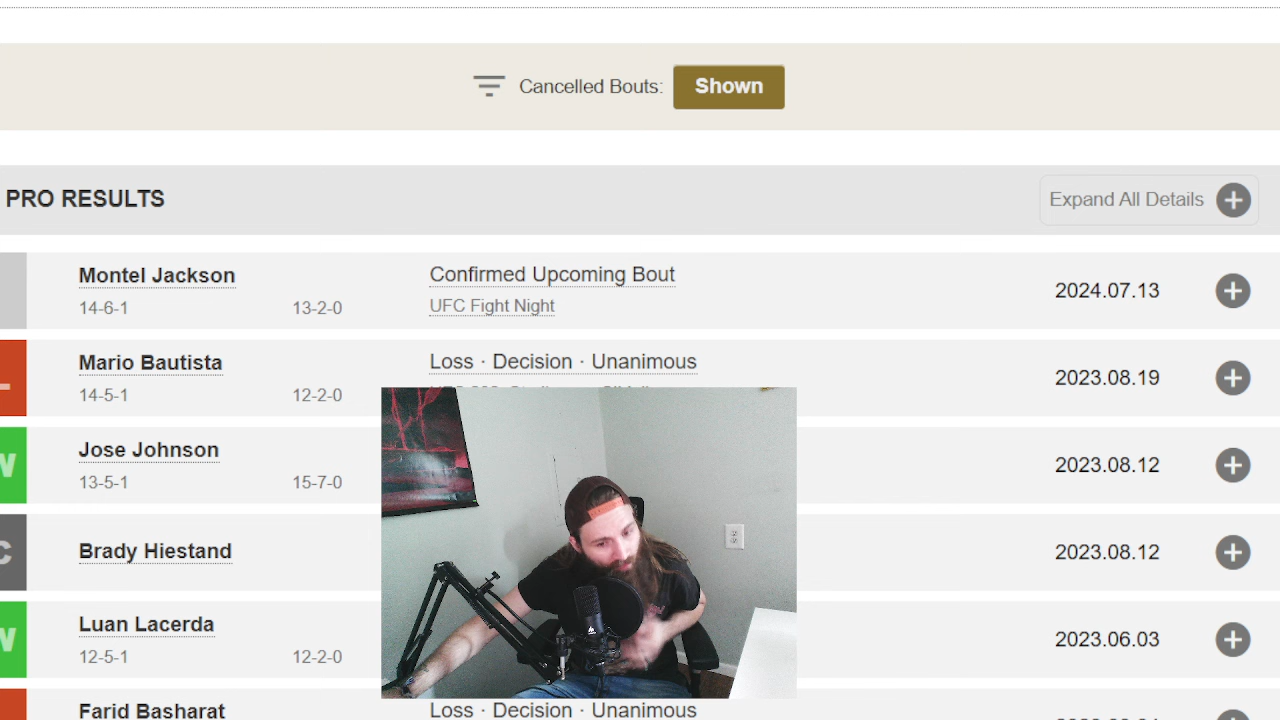 Cancelled Bouts: Shown
PRO RESULTS Expand All Details
Montel Jackson Confirmed Upcoming Bout 2024.07.13
14-6-1 13-2-0 UFC Fight Night
Mario Bautista Loss · Decision · Unanimous 2023.08.19
14-5-1 12-2-0
Jose Johnson 2023.08.12
W
13-5-1 15-7-0
C Brady Hiestand 2023.08.12
Luan Lacerda 2023.06.03
W
12-5-1 12-2-0
Farid Basharat Loss · Decision · Unanimous